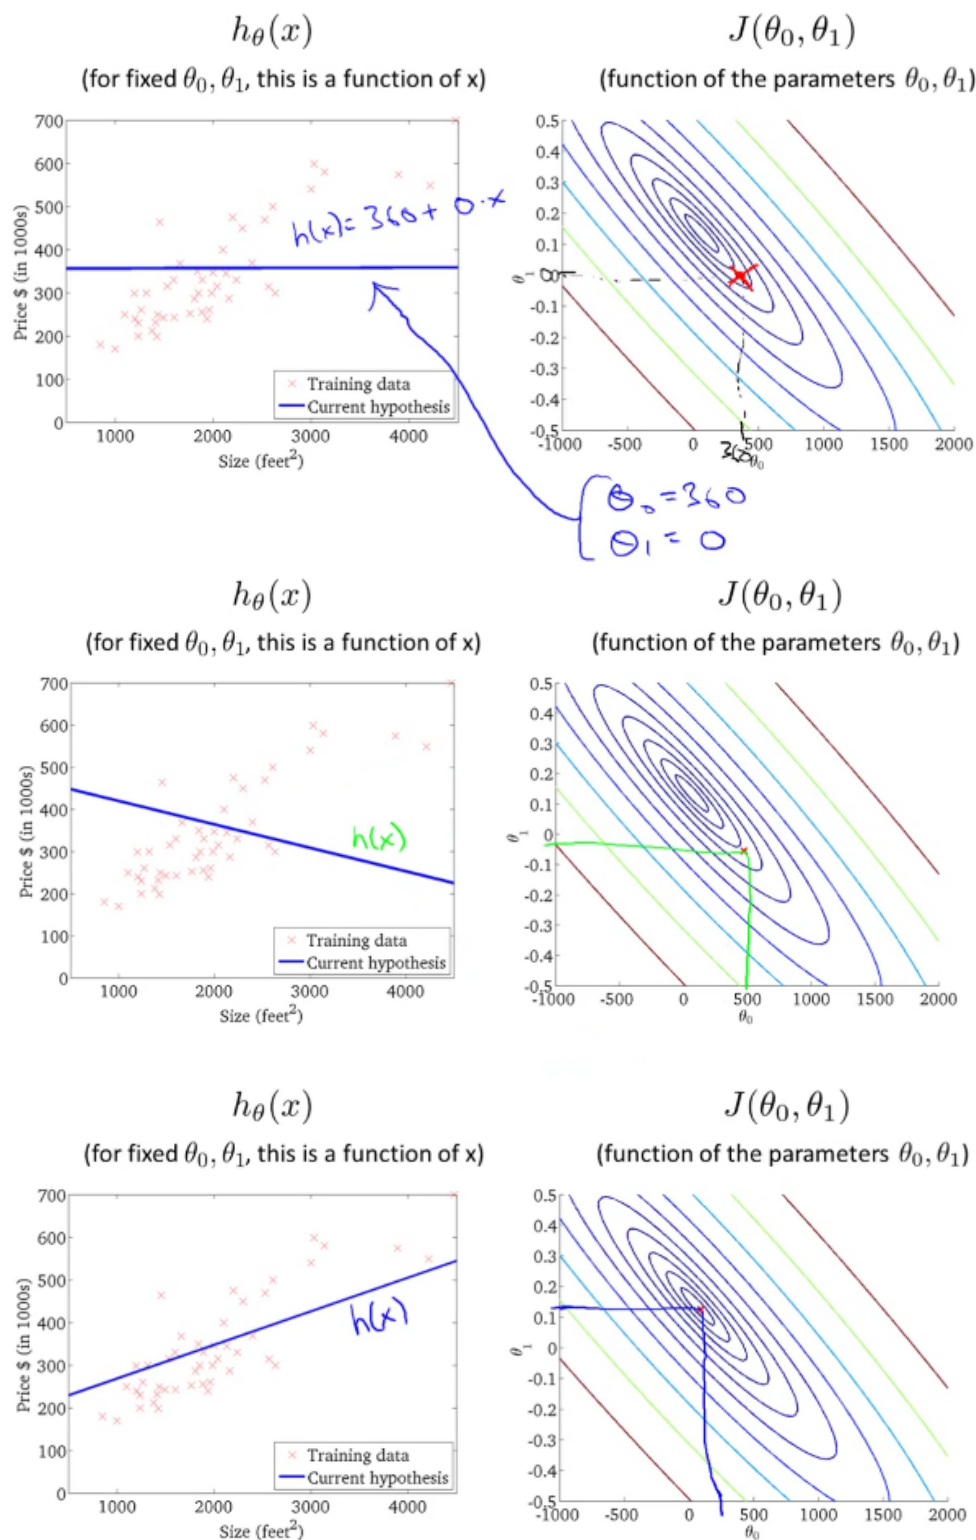 h_θ(x)
(for fixed θ₀, θ₁, this is a function of x)
700
600
500
400
300
200
100
0
Price $ (in 1000s)
h(x) = 360 + 0·x
Training data
Current hypothesis
1000 2000 3000 4000
Size (feet²)
J(θ₀, θ₁)
(function of the parameters θ₀, θ₁)
0.5
0.4
0.3
0.2
0.1
0
-0.1
-0.2
-0.3
-0.4
-0.5
θ₁
-1000 -500 0 500 1000 1500 2000
360
θ₀
θ₀ = 360
θ₁ = 0
h_θ(x)
(for fixed θ₀, θ₁, this is a function of x)
700
600
500
400
300
200
100
0
Price $ (in 1000s)
h(x)
Training data
Current hypothesis
1000 2000 3000 4000
Size (feet²)
J(θ₀, θ₁)
(function of the parameters θ₀, θ₁)
0.5
0.4
0.3
0.2
0.1
0
-0.1
-0.2
-0.3
-0.4
-0.5
θ₁
-1000 -500 0 500 1000 1500 2000
θ₀
h_θ(x)
(for fixed θ₀, θ₁, this is a function of x)
700
600
500
400
300
200
100
0
Price $ (in 1000s)
h(x)
Training data
Current hypothesis
1000 2000 3000 4000
Size (feet²)
J(θ₀, θ₁)
(function of the parameters θ₀, θ₁)
0.5
0.4
0.3
0.2
0.1
0
-0.1
-0.2
-0.3
-0.4
-0.5
θ₁
-1000 -500 0 500 1000 1500 2000
θ₀